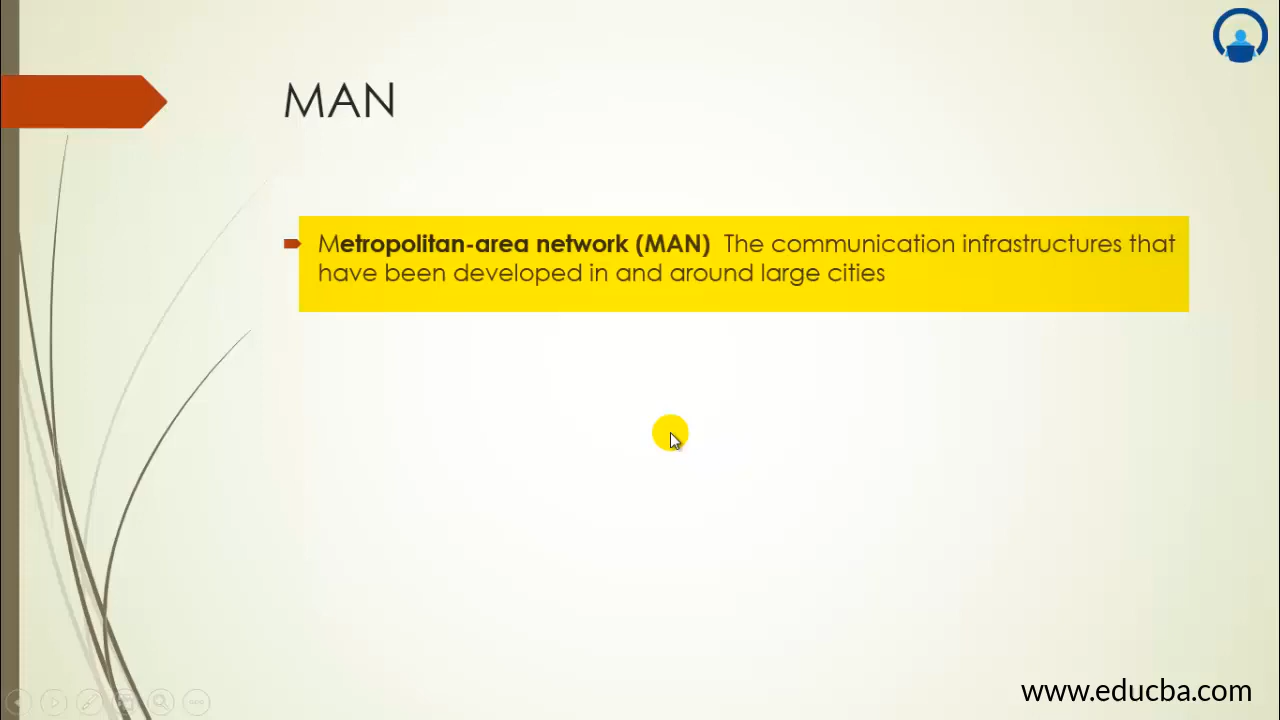 MAN
Metropolitan-area network (MAN) The communication infrastructures that
have been developed in and around large cities
www.educba.com